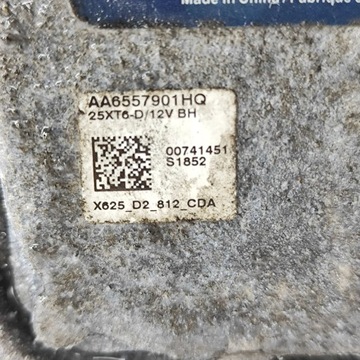 Made in China / Fabriqué
AA6557901HQ
25XT6-D/12V BH
00741451
S1852
X625_D2_812_CDA